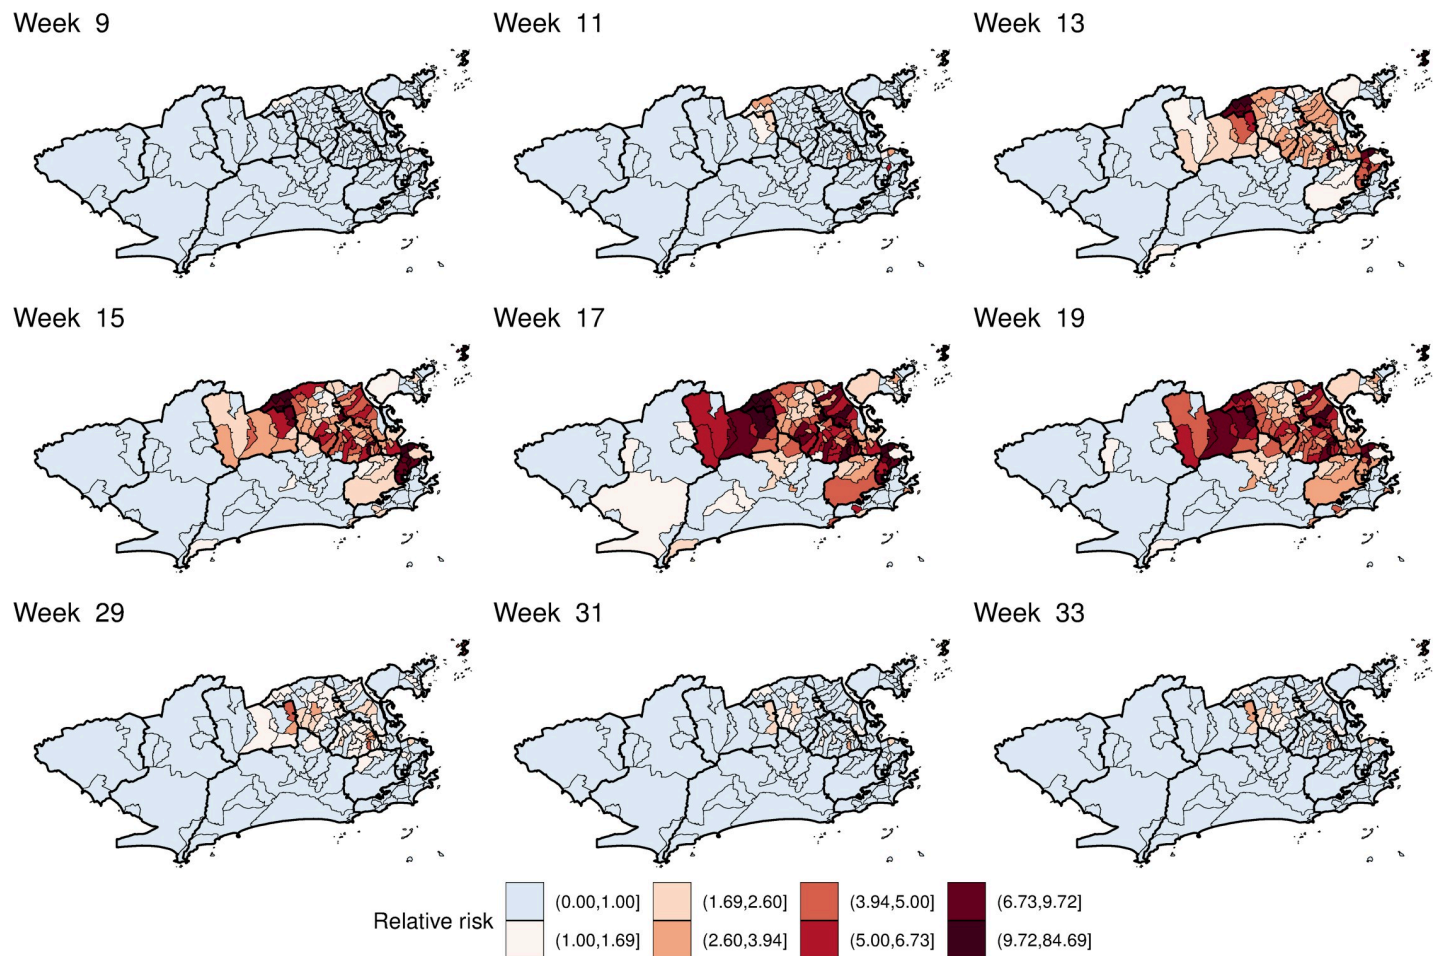 Week 9
Week 11
Week 13
Week 15
Week 17
Week 19
Week 29
Week 31
Week 33
Relative risk
(0.00,1.00]
(1.69,2.60]
(3.94,5.00]
(6.73,9.72]
(1.00,1.69]
(2.60,3.94]
(5.00,6.73]
(9.72,84.69]